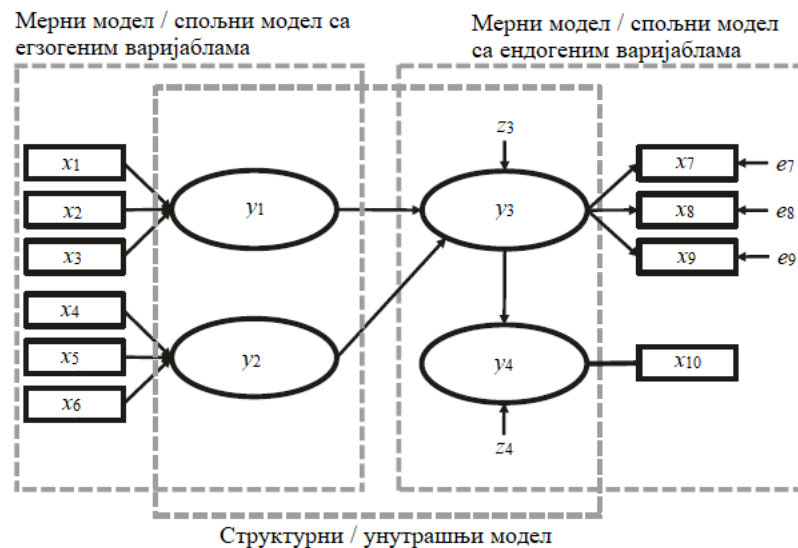 Мерни модел / спољни модел са
егзогеним варијаблама
Мерни модел / спољни модел
са ендогеним варијаблама
z3
x1
x2
x3
y1
y3
x7
e7
x8
e8
x9
e9
x4
x5
x6
y2
y4
x10
z4
Структурни / унутрашњи модел